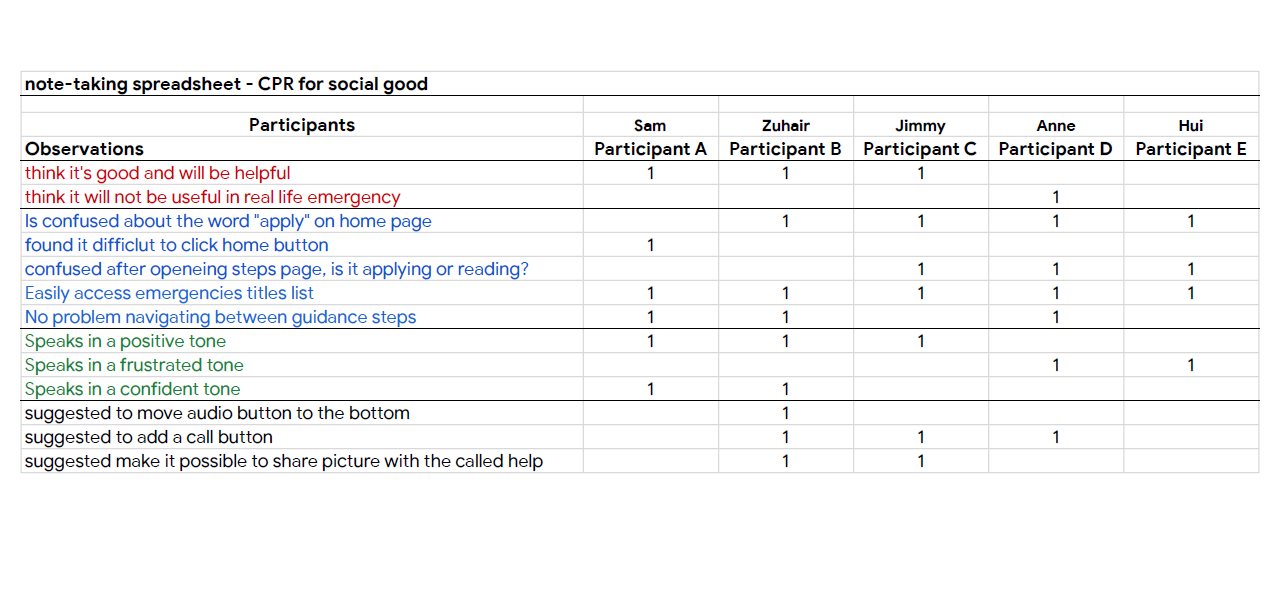 note-taking spreadsheet - CPR for social good
Participants Sam Zuhair Jimmy Anne Hui
Observations Participant A Participant B Participant C Participant D Participant E
think it's good and will be helpful 1 1 1
think it will not be useful in real life emergency 1
Is confused about the word "apply" on home page 1 1 1 1
found it difficlut to click home button 1
confused after openeing steps page, is it applying or reading? 1 1 1
Easily access emergencies titles list 1 1 1 1 1
No problem navigating between guidance steps 1 1 1
Speaks in a positive tone 1 1 1
Speaks in a frustrated tone 1 1
Speaks in a confident tone 1 1
suggested to move audio button to the bottom 1
suggested to add a call button 1 1 1
suggested make it possible to share picture with the called help 1 1